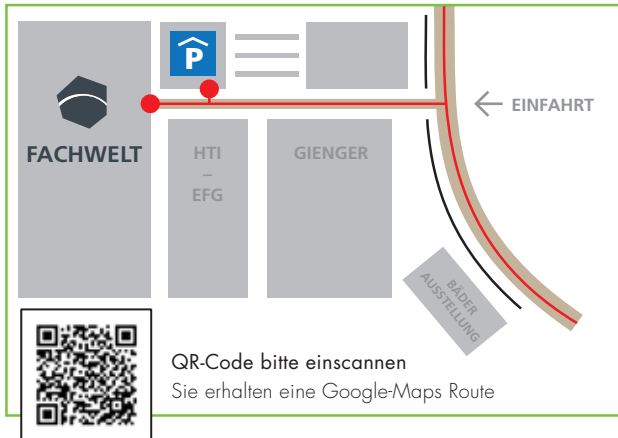 P
EINFAHRT
FACHWELT
HTI
–
EFG
GIENGER
BÄDER
AUSSTELLUNG
QR-Code bitte einscannen
Sie erhalten eine Google-Maps Route